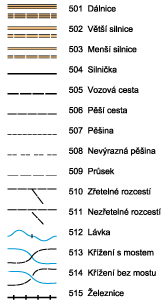 501 Dálnice
502 Větší silnice
503 Menší silnice
504 Silnička
505 Vozová cesta
506 Pěší cesta
507 Pěšina
508 Nevýrazná pěšina
509 Průsek
510 Zřetelné rozcestí
511 Nezřetelné rozcestí
512 Lávka
513 Křížení s mostem
514 Křížení bez mostu
515 Železnice